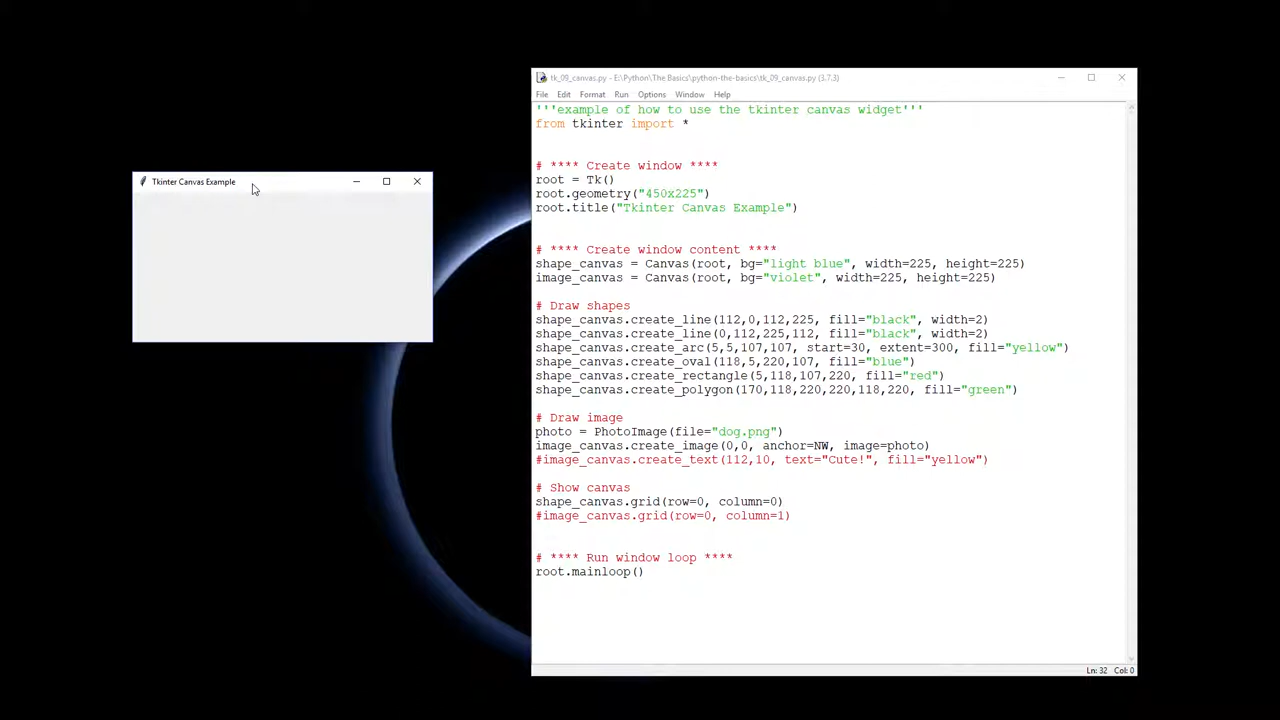 Tkinter Canvas Example
tk_09_canvas.py - E:\Python\The Basics\python-the-basics\tk_09_canvas.py (3.7.3)
File Edit Format Run Options Window Help
'''example of how to use the tkinter canvas widget'''
from tkinter import *
# **** Create window ****
root = Tk()
root.geometry("450x225")
root.title("Tkinter Canvas Example")
# **** Create window content ****
shape_canvas = Canvas(root, bg="light blue", width=225, height=225)
image_canvas = Canvas(root, bg="violet", width=225, height=225)
# Draw shapes
shape_canvas.create_line(112,0,112,225, fill="black", width=2)
shape_canvas.create_line(0,112,225,112, fill="black", width=2)
shape_canvas.create_arc(5,5,107,107, start=30, extent=300, fill="yellow")
shape_canvas.create_oval(118,5,220,107, fill="blue")
shape_canvas.create_rectangle(5,118,107,220, fill="red")
shape_canvas.create_polygon(170,118,220,220,118,220, fill="green")
# Draw image
photo = PhotoImage(file="dog.png")
image_canvas.create_image(0,0, anchor=NW, image=photo)
#image_canvas.create_text(112,10, text="Cute!", fill="yellow")
# Show canvas
shape_canvas.grid(row=0, column=0)
#image_canvas.grid(row=0, column=1)
# **** Run window loop ****
root.mainloop()
Ln: 32 Col: 0